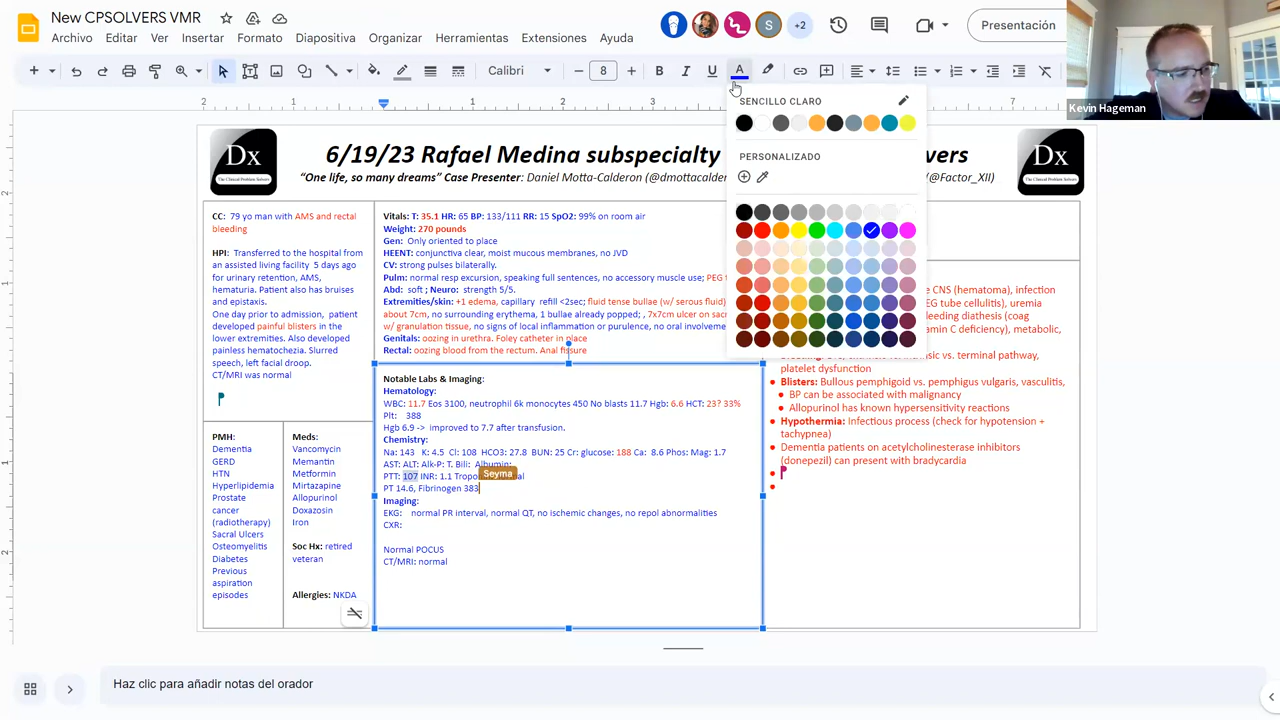 New CPSOLVERS VMR
Archivo Editar Ver Insertar Formato Diapositiva Organizar Herramientas Extensiones Ayuda
S
+2
Presentación
Calibri
8
A
SENCILLO CLARO
PERSONALIZADO
Kevin Hageman
2 1 1 2 3 7
Dx
6/19/23 Rafael Medina subspecialty
"One life, so many dreams" Case Presenter: Daniel Motta-Calderon (@dmottacalder
(@Factor_XII)
Dx
CC: 79 yo man with AMS and rectal
bleeding
HPI: Transferred to the hospital from
an assisted living facility 5 days ago
for urinary retention, AMS,
hematuria. Patient also has bruises
and epistaxis.
One day prior to admission, patient
developed painful blisters in the
lower extremities. Also developed
painless hematochezia. Slurred
speech, left facial droop.
CT/MRI was normal
PMH:
Dementia
GERD
HTN
Hyperlipidemia
Prostate
cancer
(radiotherapy)
Sacral Ulcers
Osteomyelitis
Diabetes
Previous
aspiration
episodes
Meds:
Vancomycin
Memantin
Metformin
Mirtazapine
Allopurinol
Doxazosin
Iron
Soc Hx: retired
veteran
Allergies: NKDA
Vitals: T: 35.1 HR: 65 BP: 133/111 RR: 15 SpO2: 99% on room air
Weight: 270 pounds
Gen: Only oriented to place
HEENT: conjunctiva clear, moist mucous membranes, no JVD
CV: strong pulses bilaterally.
Pulm: normal resp excursion, speaking full sentences, no accessory muscle use; PEG t
Abd: soft ; Neuro: strength 5/5.
Extremities/skin: +1 edema, capillary refill <2sec; fluid tense bullae (w/ serous fluid)
about 7cm, no surrounding erythema, 1 bullae already popped; , 7x7cm ulcer on sacr
w/ granulation tissue, no signs of local inflammation or purulence, no oral involvemen
Genitals: oozing in urethra. Foley catheter in place
Rectal: oozing blood from the rectum. Anal fissure
Notable Labs & Imaging:
Hematology:
WBC: 11.7 Eos 3100, neutrophil 6k monocytes 450 No blasts 11.7 Hgb: 6.6 HCT: 23? 33%
Plt: 388
Hgb 6.9 -> improved to 7.7 after transfusion.
Chemistry:
Na: 143 K: 4.5 Cl: 108 HCO3: 27.8 BUN: 25 Cr: glucose: 188 Ca: 8.6 Phos: Mag: 1.7
AST: ALT: Alk-P: T. Bili: Albumin:
Seyma
PTT: 107 INR: 1.1 Tropo
PT 14.6, Fibrinogen 383
Imaging:
EKG: normal PR interval, normal QT, no ischemic changes, no repol abnormalities
CXR:
Normal POCUS
CT/MRI: normal
CNS (hematoma), infection
EG tube cellulitis), uremia
leeding diathesis (coag
min C deficiency), metabolic,
vs. terminal pathway,
platelet dysfunction
• Blisters: Bullous pemphigoid vs. pemphigus vulgaris, vasculitis,
• BP can be associated with malignancy
• Allopurinol has known hypersensitivity reactions
• Hypothermia: Infectious process (check for hypotension +
tachypnea)
• Dementia patients on acetylcholinesterase inhibitors
(donepezil) can present with bradycardia
Haz clic para añadir notas del orador